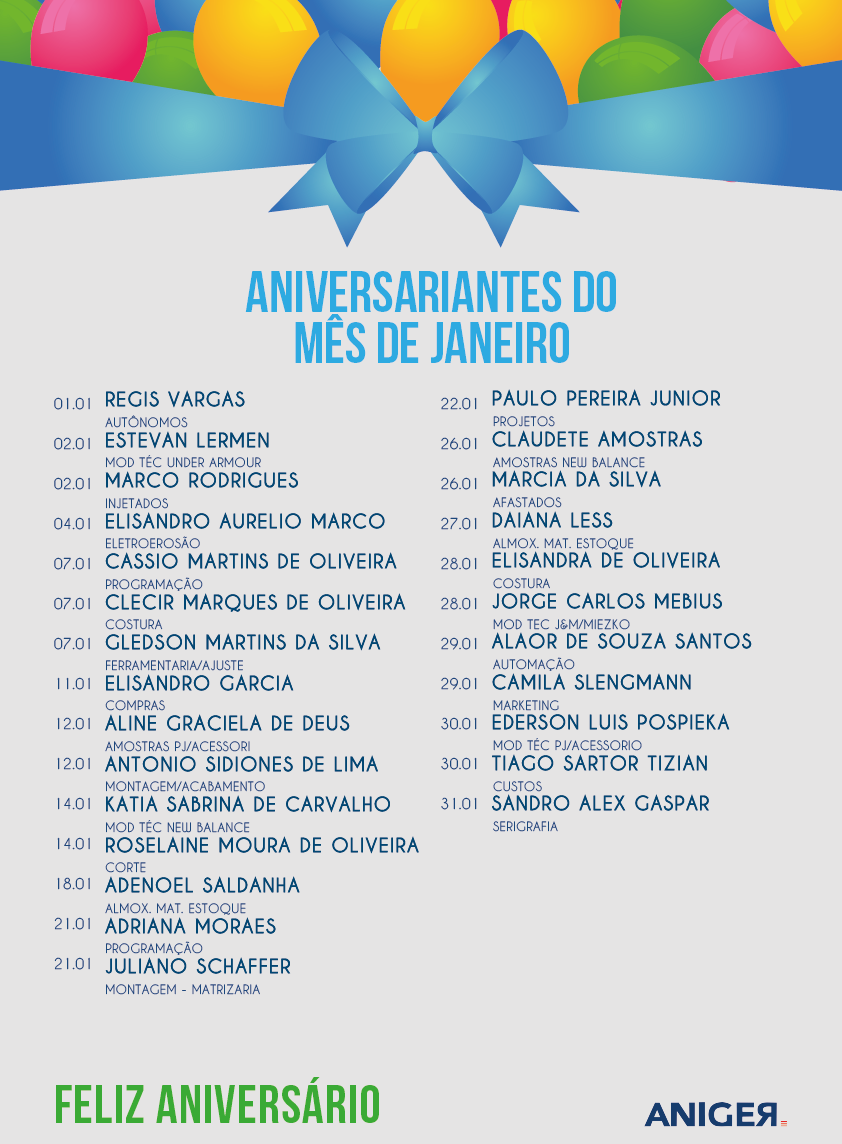 ANIVERSARIANTES DO
MÊS DE JANEIRO
01.01 REGIS VARGAS
AUTÔNOMOS
02.01 ESTEVAN LERMEN
MOD TÉC UNDER ARMOUR
02.01 MARCO RODRIGUES
INJETADOS
04.01 ELISANDRO AURELIO MARCO
ELETROEROSÃO
07.01 CASSIO MARTINS DE OLIVEIRA
PROGRAMAÇÃO
07.01 CLECIR MARQUES DE OLIVEIRA
COSTURA
07.01 GLEDSON MARTINS DA SILVA
FERRAMENTARIA/AJUSTE
11.01 ELISANDRO GARCIA
COMPRAS
12.01 ALINE GRACIELA DE DEUS
AMOSTRAS PJ/ACESSORI
12.01 ANTONIO SIDIONES DE LIMA
MONTAGEM/ACABAMENTO
14.01 KATIA SABRINA DE CARVALHO
MOD TÉC NEW BALANCE
14.01 ROSELAINE MOURA DE OLIVEIRA
CORTE
18.01 ADENOEL SALDANHA
ALMOX. MAT. ESTOQUE
21.01 ADRIANA MORAES
PROGRAMAÇÃO
21.01 JULIANO SCHAFFER
MONTAGEM - MATRIZARIA
22.01 PAULO PEREIRA JUNIOR
PROJETOS
26.01 CLAUDETE AMOSTRAS
AMOSTRAS NEW BALANCE
26.01 MARCIA DA SILVA
AFASTADOS
27.01 DAIANA LESS
ALMOX. MAT. ESTOQUE
28.01 ELISANDRA DE OLIVEIRA
COSTURA
28.01 JORGE CARLOS MEBIUS
MOD TEC J&M/MIEZKO
29.01 ALAOR DE SOUZA SANTOS
AUTOMAÇÃO
29.01 CAMILA SLENGMANN
MARKETING
30.01 EDERSON LUIS POSPIEKA
MOD TÉC PJ/ACESSORIO
30.01 TIAGO SARTOR TIZIAN
CUSTOS
31.01 SANDRO ALEX GASPAR
SERIGRAFIA
FELIZ ANIVERSÁRIO
ANIGER